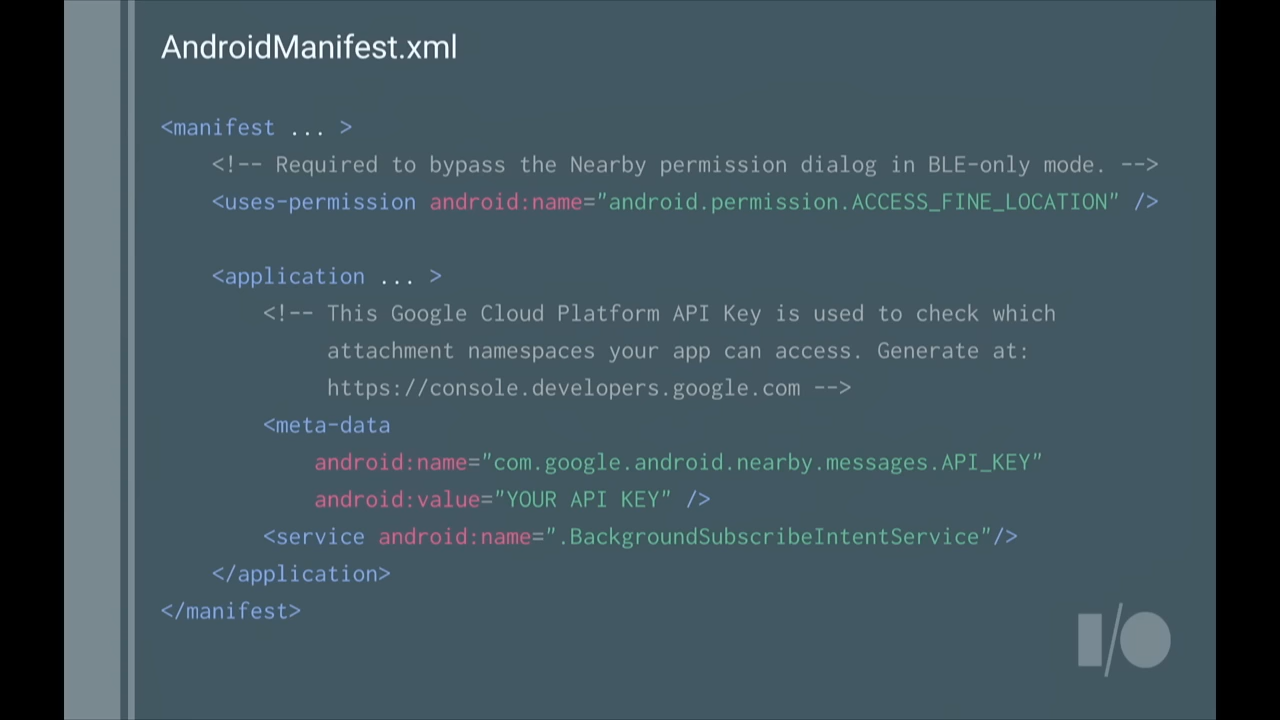 AndroidManifest.xml
<manifest ... >
<!-- Required to bypass the Nearby permission dialog in BLE-only mode. -->
<uses-permission android:name="android.permission.ACCESS_FINE_LOCATION" />
<application ... >
<!-- This Google Cloud Platform API Key is used to check which
attachment namespaces your app can access. Generate at:
https://console.developers.google.com -->
<meta-data
android:name="com.google.android.nearby.messages.API_KEY"
android:value="YOUR API KEY" />
<service android:name=".BackgroundSubscribeIntentService"/>
</application>
</manifest>
I/O